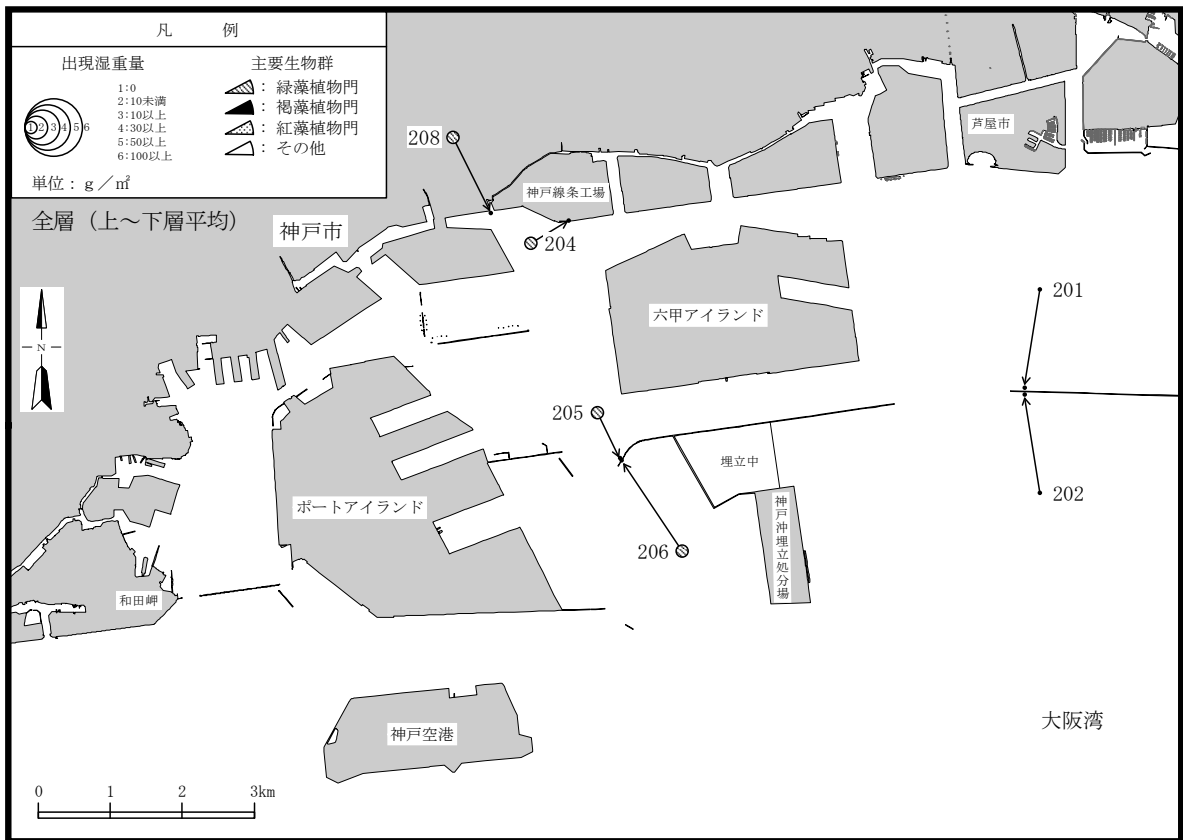 凡 例
出現湿重量
1:0
2:10未満
3:10以上
4:30以上
5:50以上
6:100以上
1 2 3 4 5 6
単位：ｇ／㎡
主要生物群
：緑藻植物門
：褐藻植物門
：紅藻植物門
：その他
全層（上～下層平均）
神戸市
208
神戸線条工場
204
芦屋市
N
六甲アイランド
201
205
埋立中
ポートアイランド
202
206
神戸沖埋立処分場
和田岬
大阪湾
神戸空港
0 1 2 3km